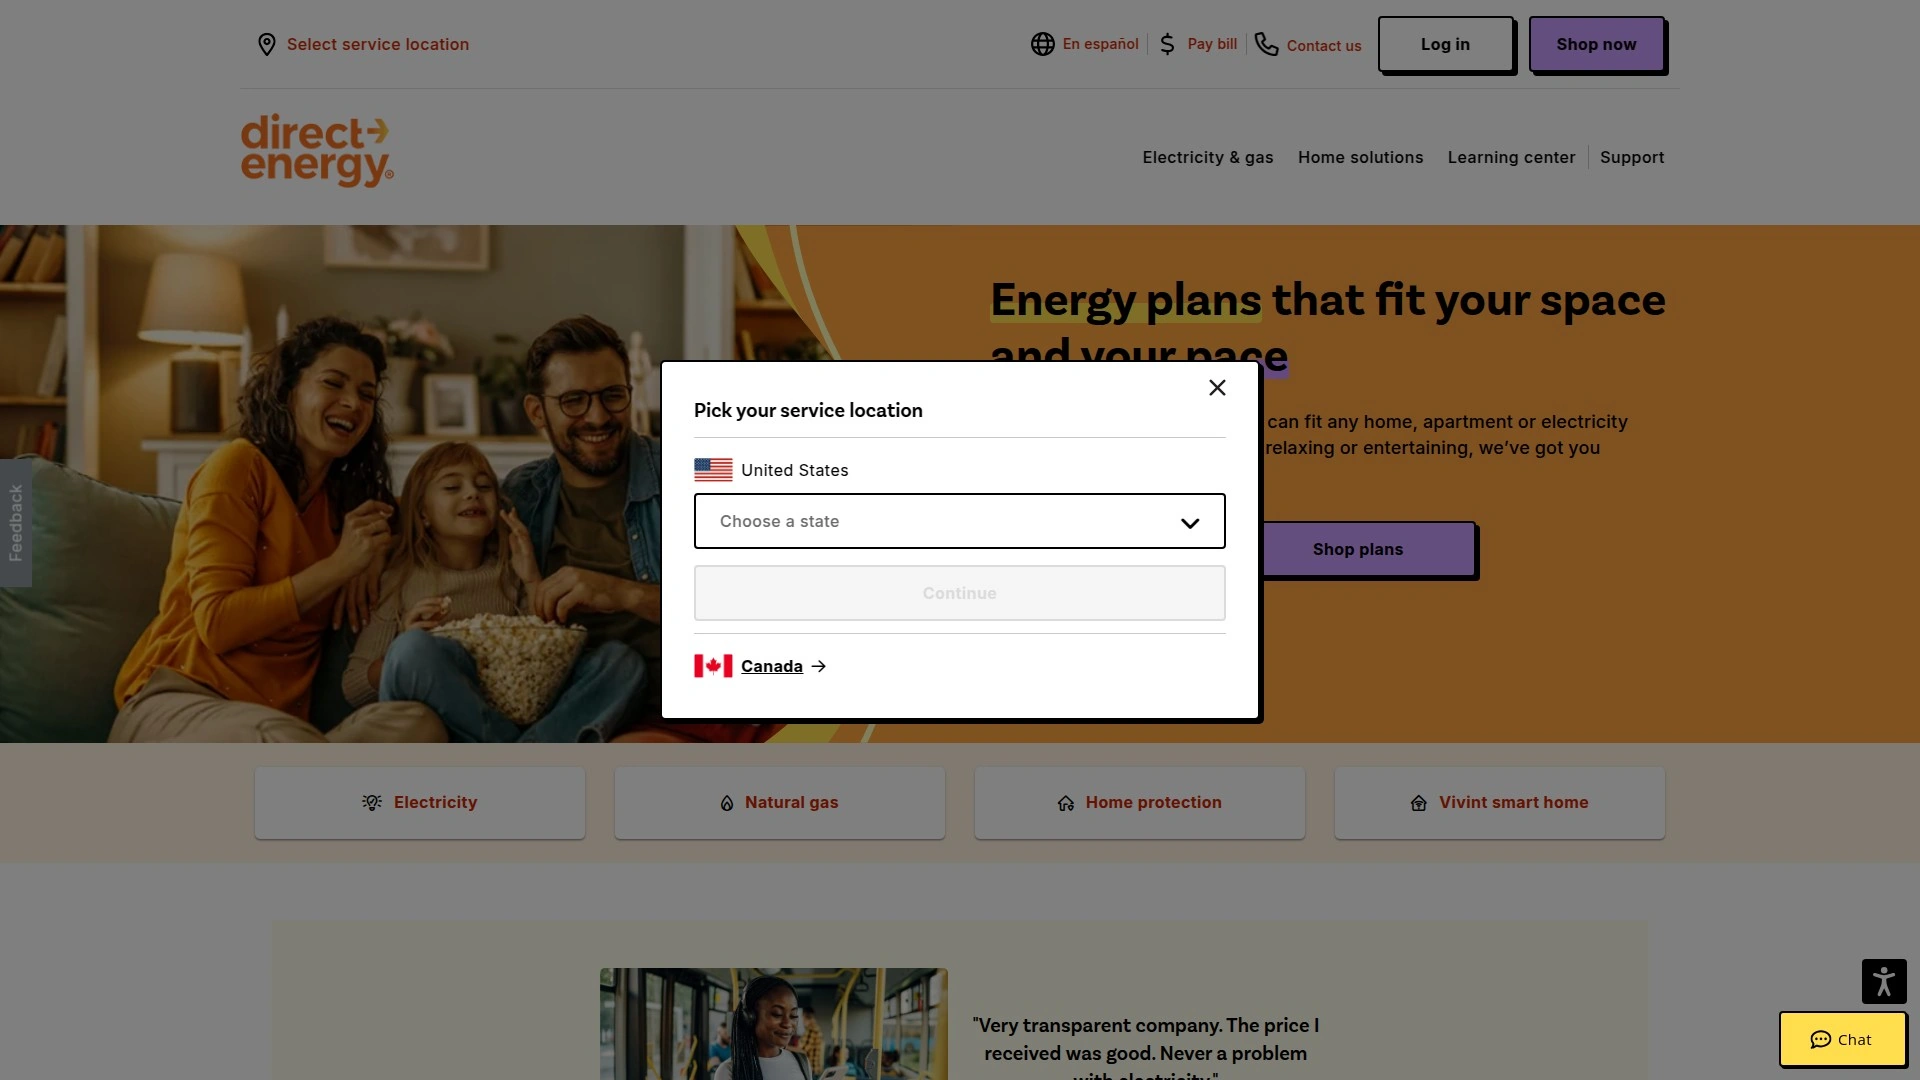 Select service location
En español
Pay bill
Contact us
Log in
Shop now
direct
energy®
Electricity & gas
Home solutions
Learning center
Support
Energy plans that fit your space
and your pace
can fit any home, apartment or electricity
relaxing or entertaining, we've got you
Shop plans
Feedback
Pick your service location
United States
Choose a state
Continue
Canada
Electricity
Natural gas
Home protection
Vivint smart home
"Very transparent company. The price I
received was good. Never a problem
with electricity."
Chat